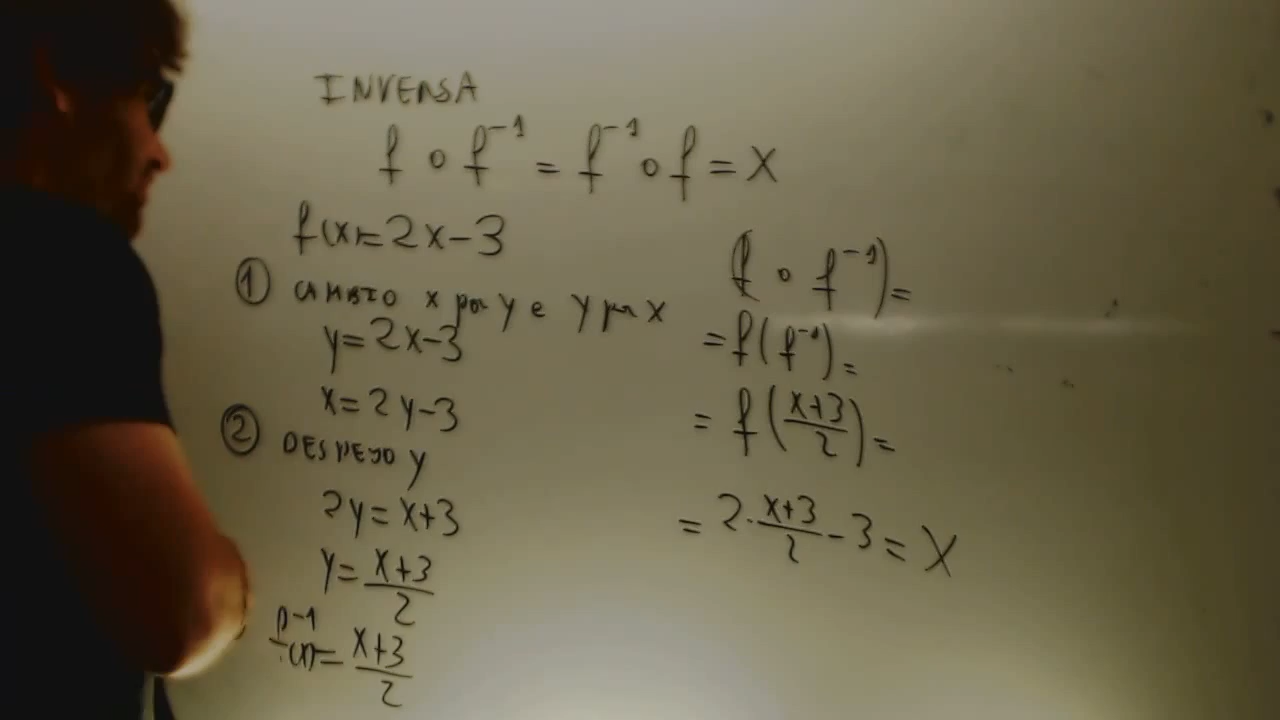 INVERSA
f ∘ f⁻¹ = f⁻¹ ∘ f = x
f(x)=2x-3
① CAMBIO x por y e y por x
y=2x-3
x=2y-3
② DESPEJO y
2y=x+3
y=(x+3)/2
f⁻¹(x)=(x+3)/2
(f ∘ f⁻¹)=
=f(f⁻¹)=
=f((x+3)/2)=
=2·(x+3)/2-3=x